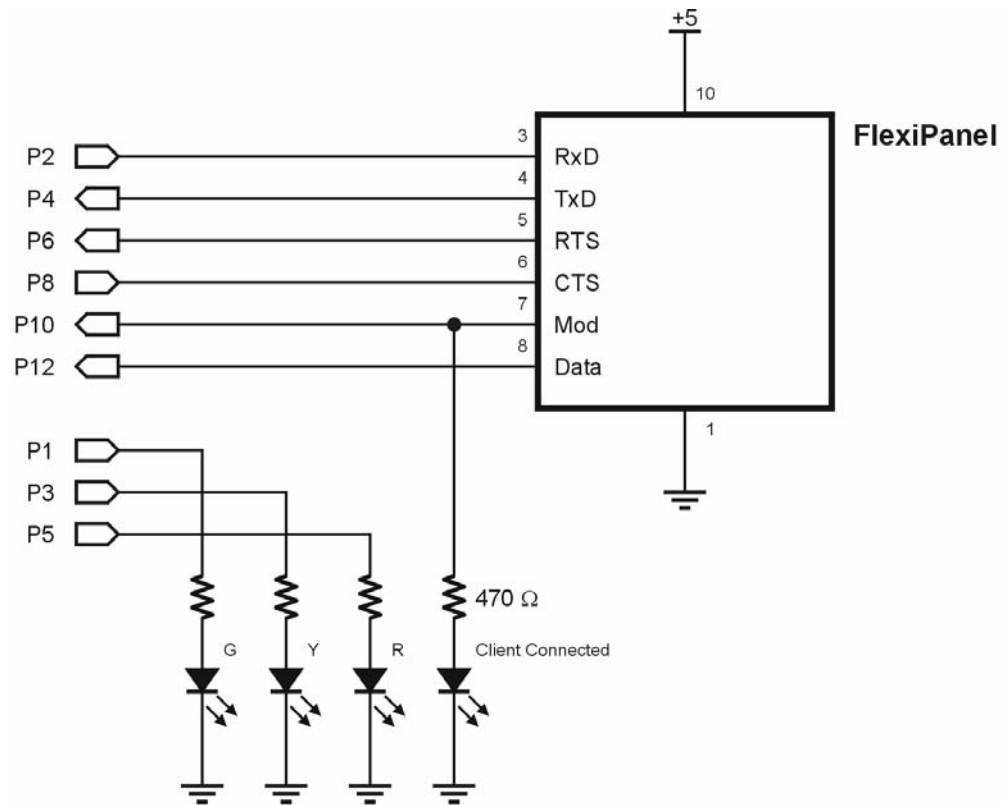 +5
10
FlexiPanel
P2 3 RxD
P4 4 TxD
P6 5 RTS
P8 6 CTS
P10 7 Mod
P12 8 Data
1
P1
P3
P5
470 Ω
G Y R Client Connected